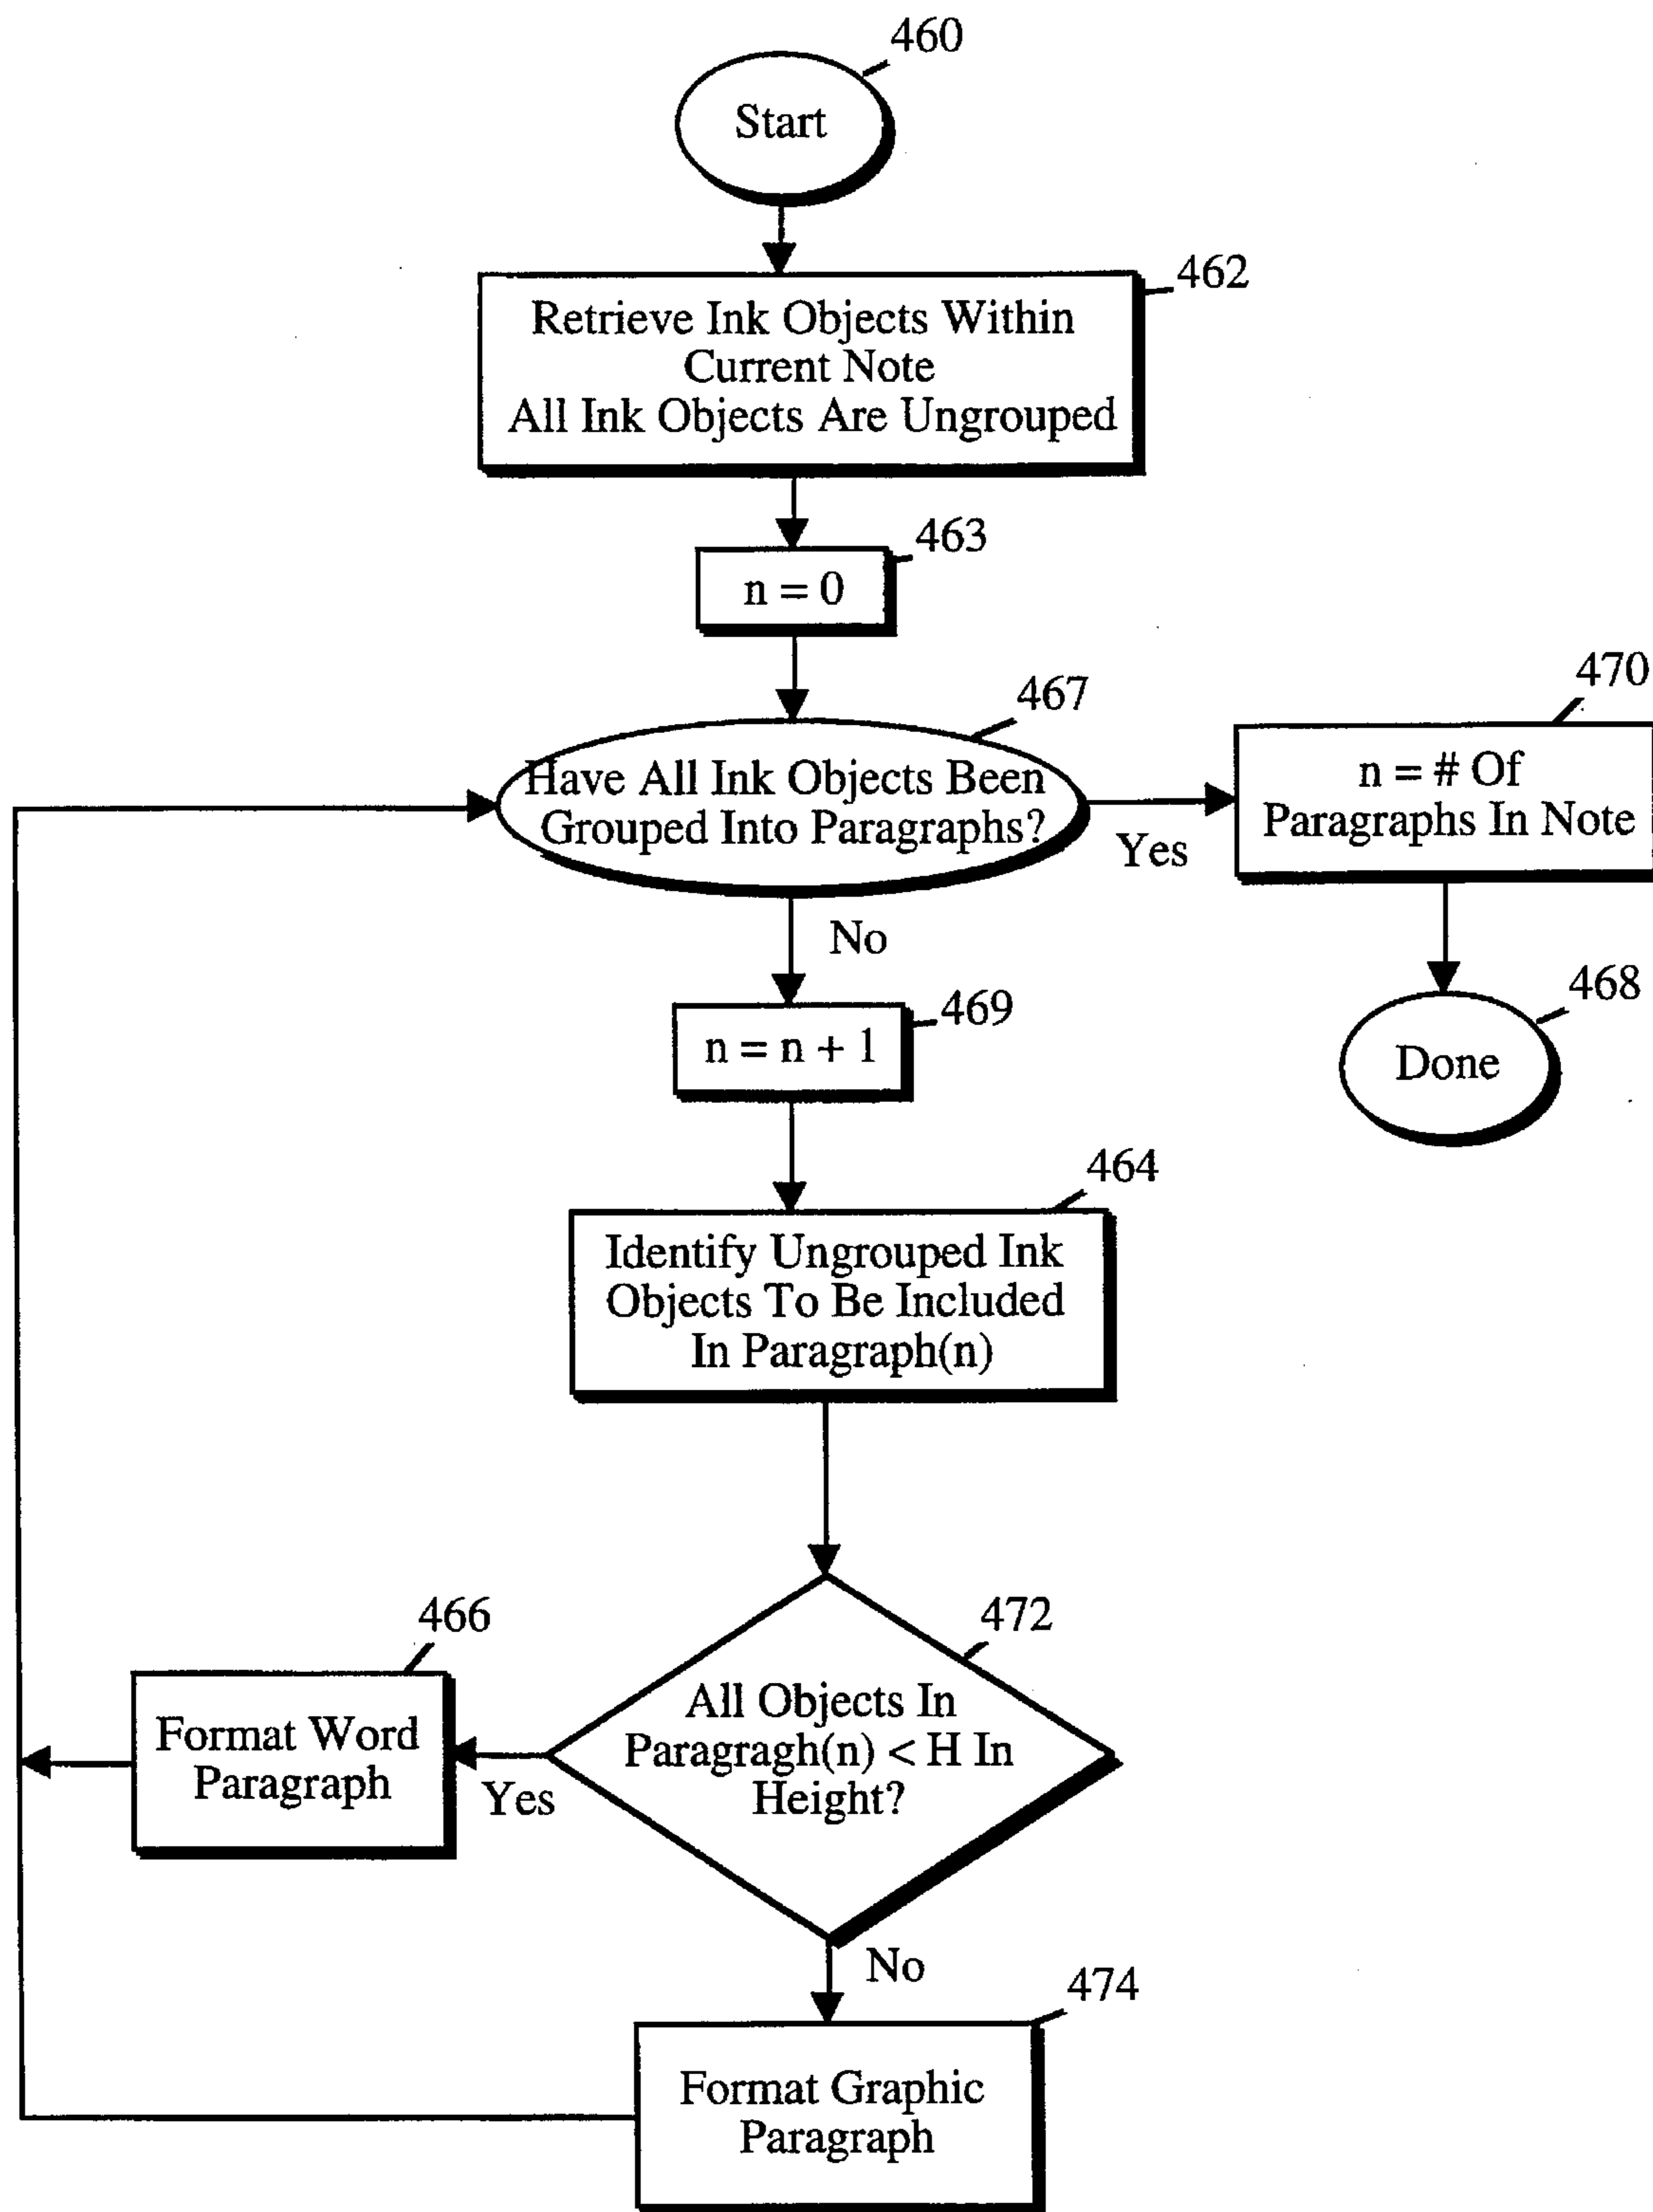 460
Start
462
Retrieve Ink Objects Within
Current Note
All Ink Objects Are Ungrouped
463
n = 0
467
Have All Ink Objects Been
Grouped Into Paragraphs?
Yes
470
n = # Of
Paragraphs In Note
468
Done
No
469
n = n + 1
464
Identify Ungrouped Ink
Objects To Be Included
In Paragraph(n)
472
All Objects In
Paragragh(n) < H In
Height?
Yes
466
Format Word
Paragraph
No
474
Format Graphic
Paragraph